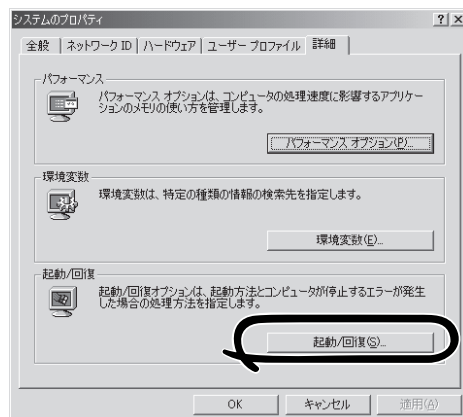 システムのプロパティ
全般 ネットワーク ID ハードウェア ユーザー プロファイル 詳細
パフォーマンス
パフォーマンス オプションは、コンピュータの処理速度に影響するアプリケー
ションのメモリの使い方を管理します。
パフォーマンス オプション(P)...
環境変数
環境変数は、特定の種類の情報の検索先を指定します。
環境変数(E)...
起動/回復
起動/回復オプションは、起動方法とコンピュータが停止するエラーが発生
した場合の処理方法を指定します。
起動/回復(S)...
OK キャンセル 適用(A)